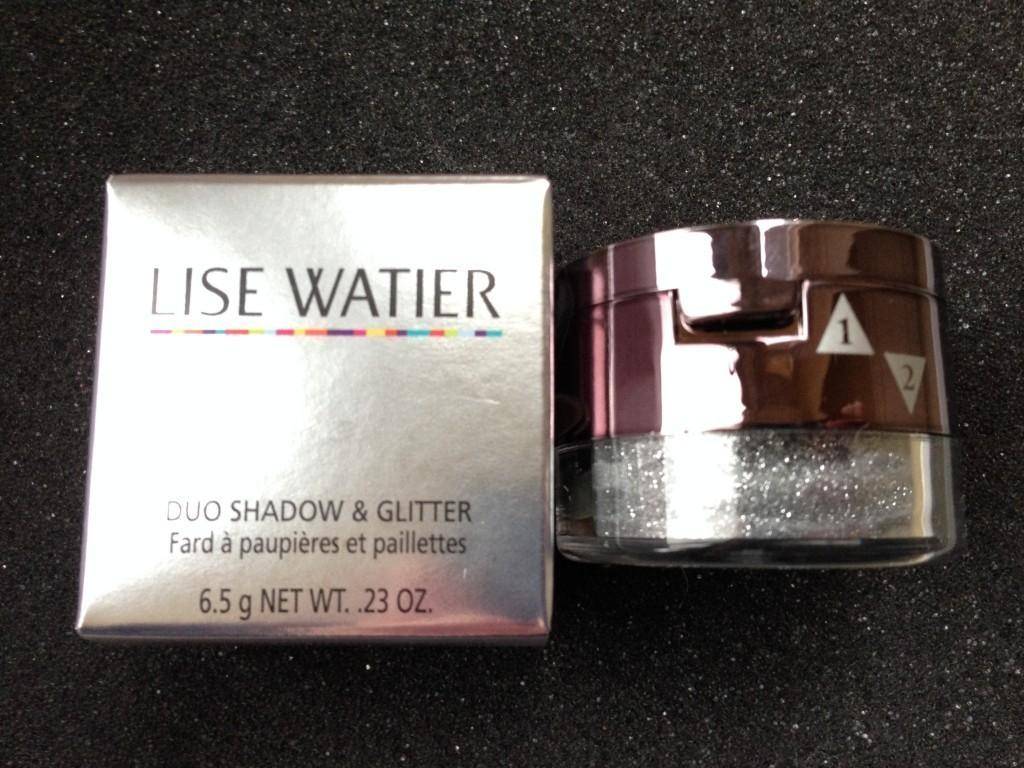 LISE WATIER
DUO SHADOW & GLITTER
Fard à paupières et paillettes
6.5 g NET WT. .23 OZ.
1
2